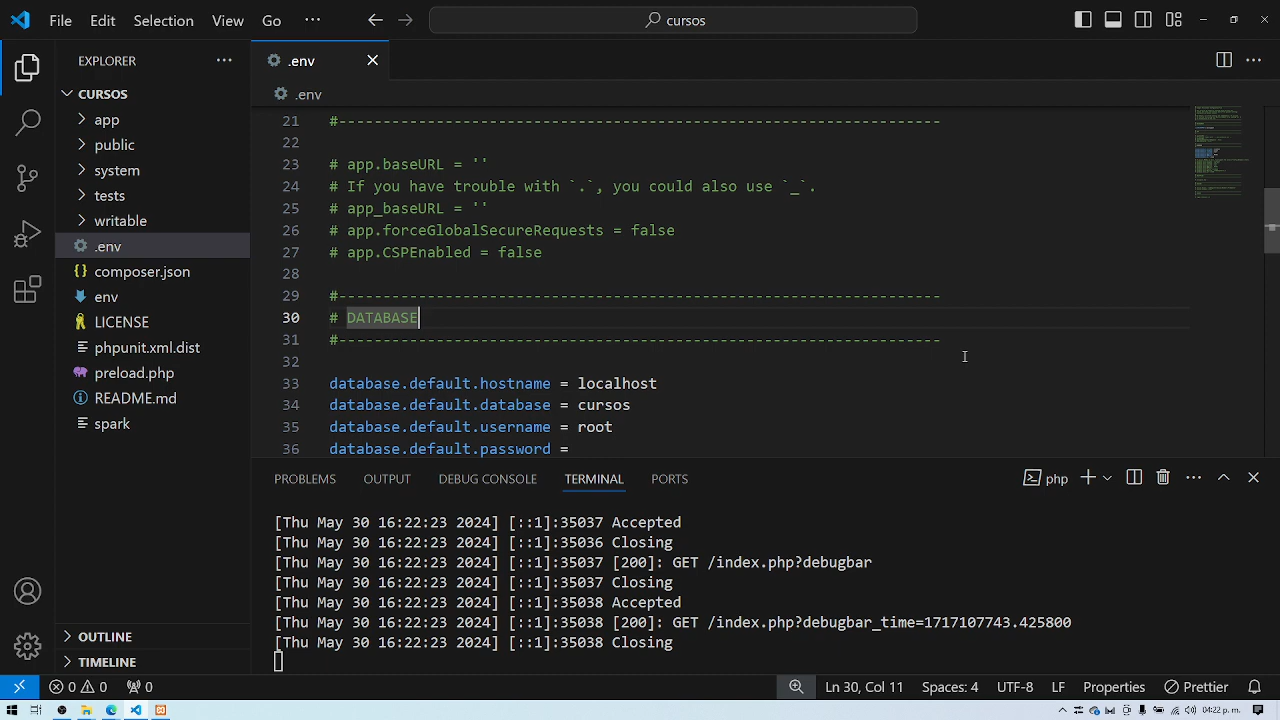 File Edit Selection View Go ··· cursos
EXPLORER ···
CURSOS
app
public
system
tests
writable
.env
composer.json
env
LICENSE
phpunit.xml.dist
preload.php
README.md
spark
OUTLINE
TIMELINE
.env
.env
21 #--------------------------------------------------------------------
22
23 # app.baseURL = ''
24 # If you have trouble with `.`, you could also use `_`.
25 # app_baseURL = ''
26 # app.forceGlobalSecureRequests = false
27 # app.CSPEnabled = false
28
29 #--------------------------------------------------------------------
30 # DATABASE
31 #--------------------------------------------------------------------
32
33 database.default.hostname = localhost
34 database.default.database = cursos
35 database.default.username = root
36 database.default.password =
PROBLEMS OUTPUT DEBUG CONSOLE TERMINAL PORTS php
[Thu May 30 16:22:23 2024] [::1]:35037 Accepted
[Thu May 30 16:22:23 2024] [::1]:35036 Closing
[Thu May 30 16:22:23 2024] [::1]:35037 [200]: GET /index.php?debugbar
[Thu May 30 16:22:23 2024] [::1]:35037 Closing
[Thu May 30 16:22:23 2024] [::1]:35038 Accepted
[Thu May 30 16:22:23 2024] [::1]:35038 [200]: GET /index.php?debugbar_time=1717107743.425800
[Thu May 30 16:22:23 2024] [::1]:35038 Closing
0 0 0 Ln 30, Col 11 Spaces: 4 UTF-8 LF Properties Prettier
04:22 p. m.